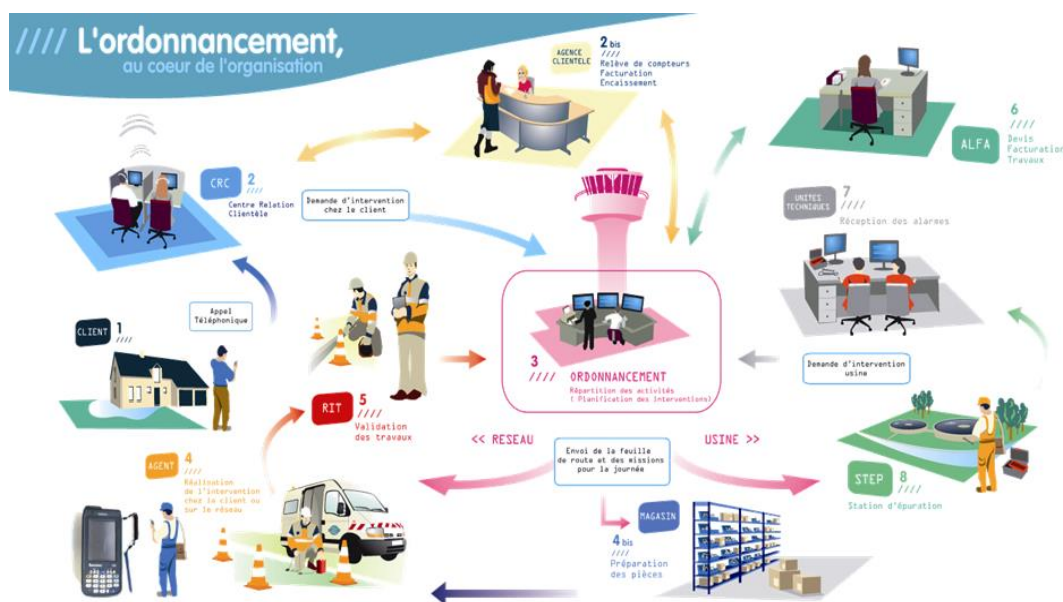 //// L'ordonnancement,
au coeur de l'organisation
AGENCE
CLIENTELE
2 bis
////
Relève de compteurs
Facturation
Encaissement
ALFA
6
////
Devis
Facturation
Travaux
CRC
2
////
Centre Relation
Clientèle
Demande d'intervention
chez le client
UNITES
TECHNIQUES
7
////
Réception des alarmes
Appel
Téléphonique
CLIENT
1
////
3
////
ORDONNANCEMENT
Répartition des activités
( Planification des interventions)
Demande d'intervention
usine
RIT
5
////
Validation
des travaux
<< RESEAU
USINE >>
Envoi de la feuille
de route et des missions
pour la journée
AGENT
4
////
Réalisation
de l'intervention
chez le client ou
sur le réseau
STEP
8
////
Station d'épuration
MAGASIN
4 bis
////
Préparation
des pièces